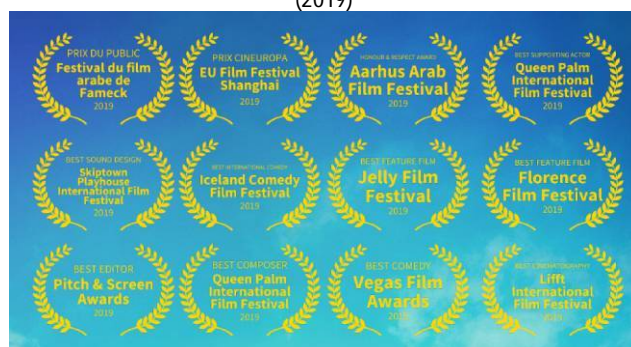 (2019)
PRIX DU PUBLIC
Festival du film
arabe de
Fameck
2019
PRIX CINEUROPA
EU Film Festival
Shanghai
2019
HONOUR & RESPECT AWARD
Aarhus Arab
Film Festival
2019
BEST SUPPORTING ACTOR
Queen Palm
International
Film Festival
2019
BEST SOUND DESIGN
Skiptown
Playhouse
International Film
Festival
2019
BEST INTERNATIONAL COMEDY
Iceland Comedy
Film Festival
2019
BEST FEATURE FILM
Jelly Film
Festival
2019
BEST FEATURE FILM
Florence
Film Festival
2019
BEST EDITOR
Pitch & Screen
Awards
2019
BEST COMPOSER
Queen Palm
International
Film Festival
2019
BEST COMEDY
Vegas Film
Awards
2019
BEST CINEMATOGRAPHY
Lifft
International
Film Festival
2019